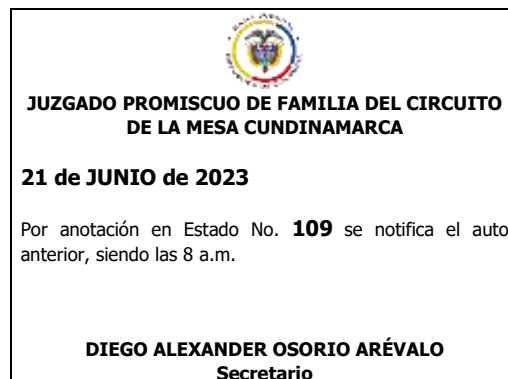 JUZGADO PROMISCUO DE FAMILIA DEL CIRCUITO
DE LA MESA CUNDINAMARCA
21 de JUNIO de 2023
Por anotación en Estado No. 109 se notifica el auto
anterior, siendo las 8 a.m.
DIEGO ALEXANDER OSORIO ARÉVALO
Secretario